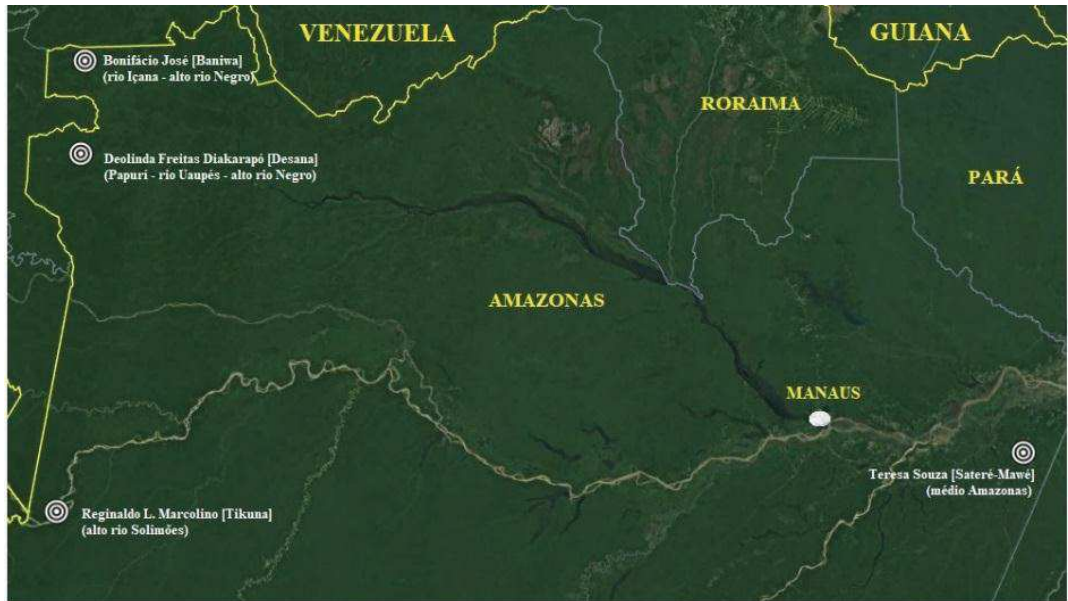 VENEZUELA
GUIANA
Bonifácio José [Baniwa]
(rio Içana - alto rio Negro)
RORAIMA
Deolinda Freitas Diakarapó [Desana]
(Papuri - rio Uaupés - alto rio Negro)
PARÁ
AMAZONAS
MANAUS
Teresa Souza [Sateré-Mawé]
(médio Amazonas)
Reginaldo L. Marcolino [Tikuna]
(alto rio Solimões)